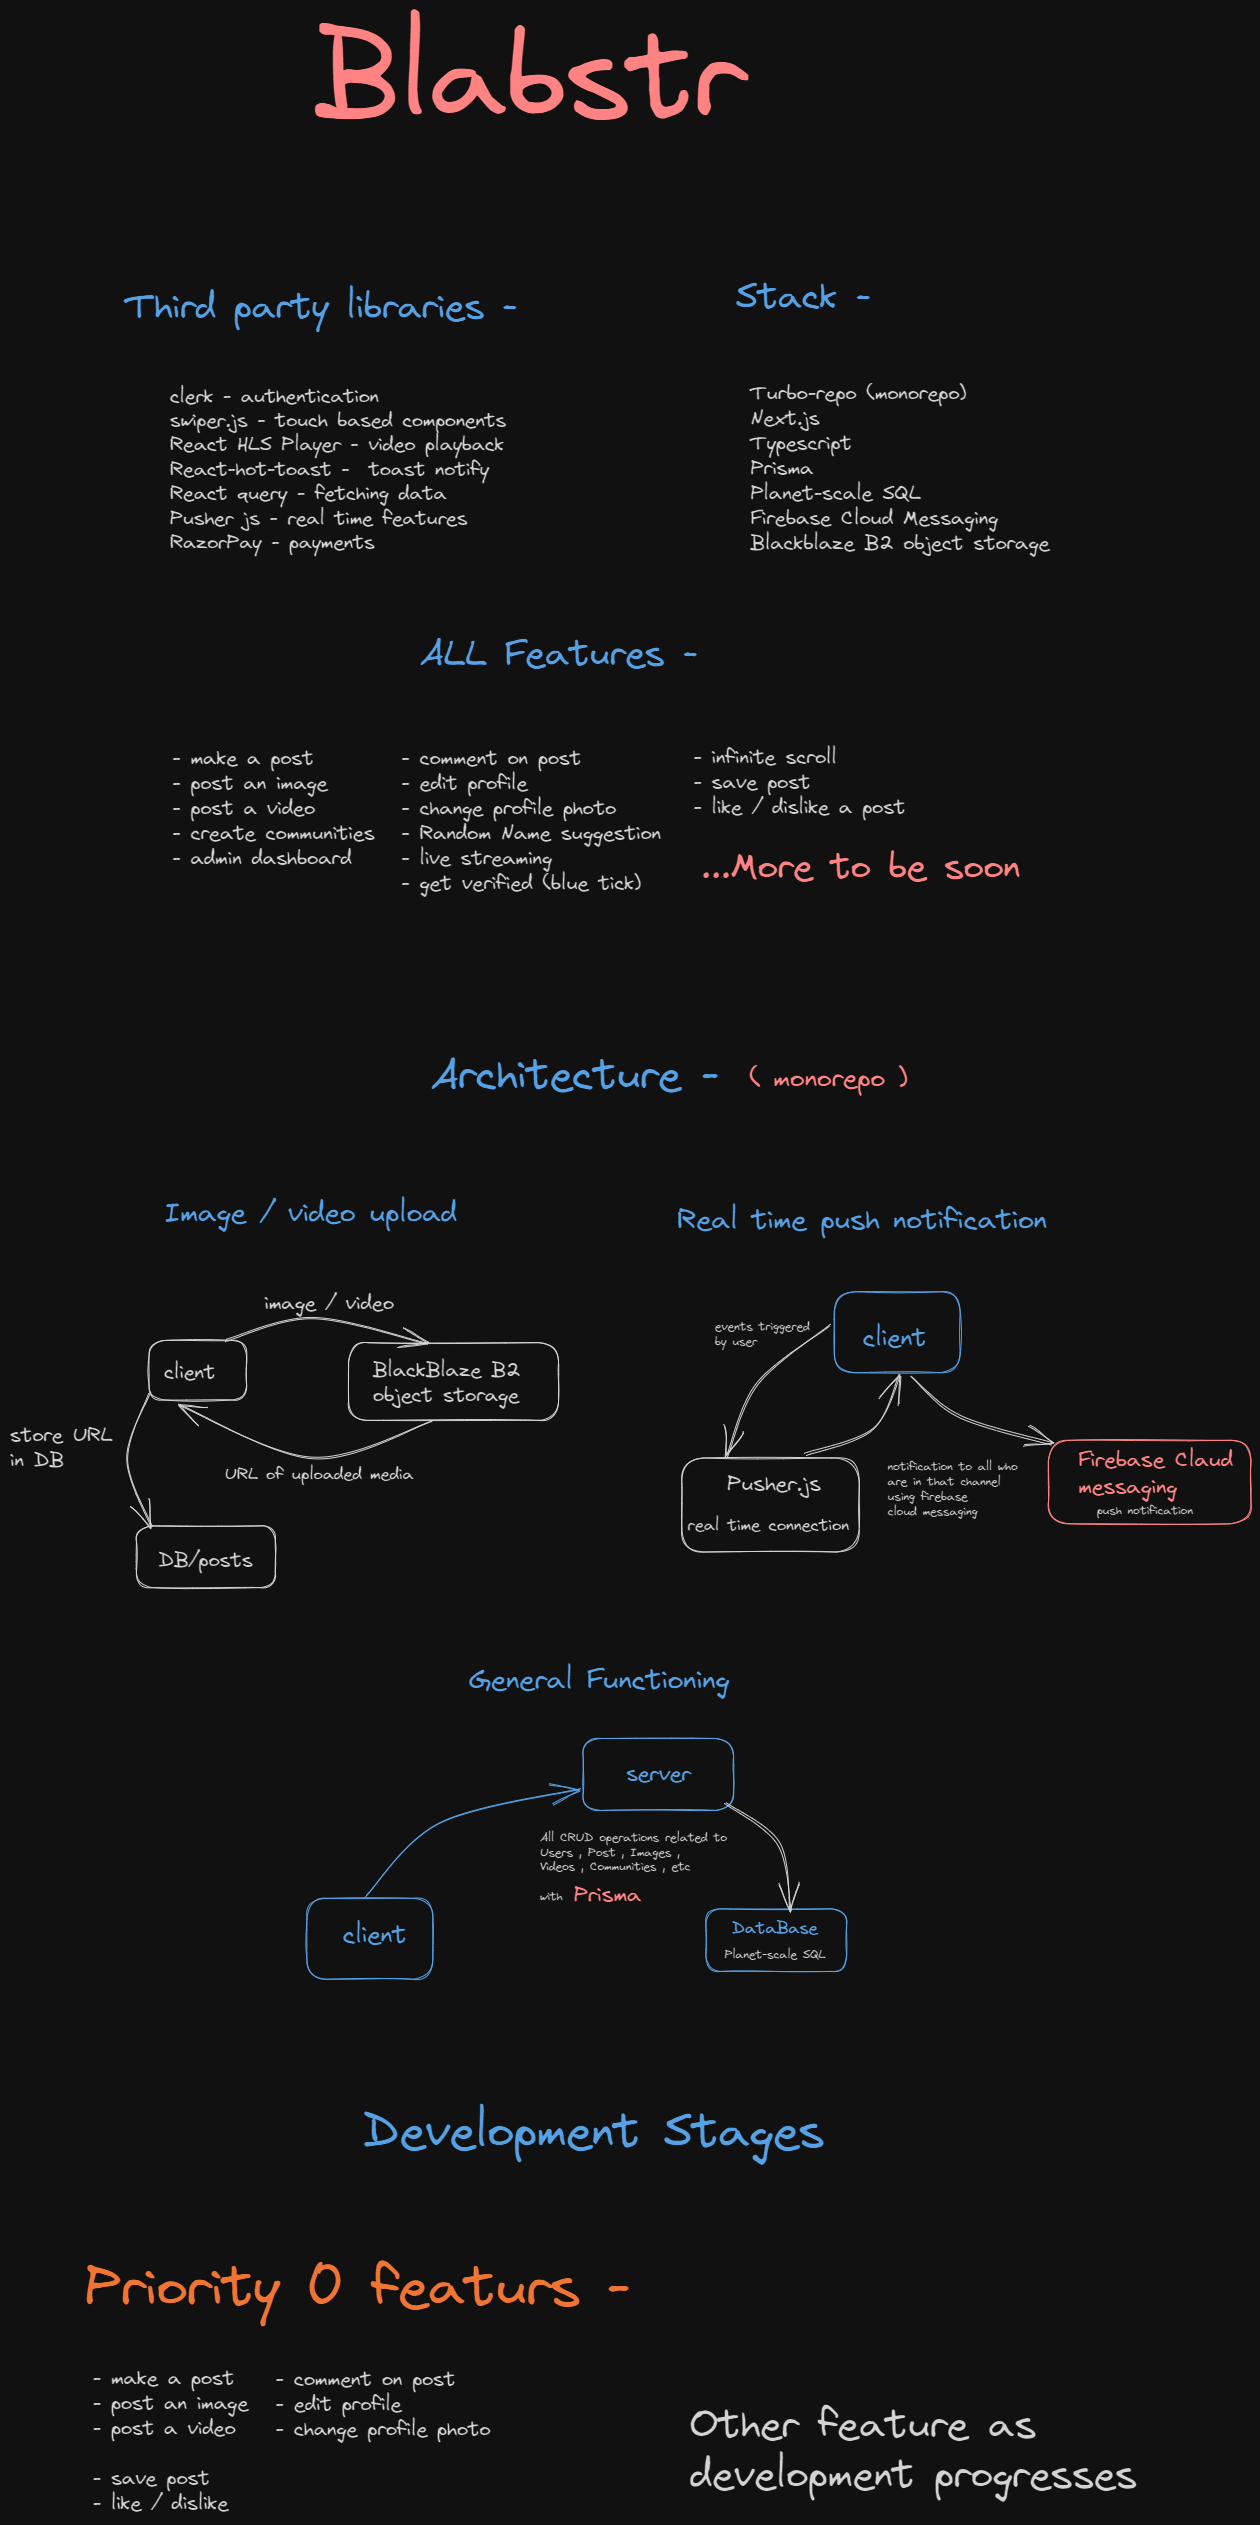 Blabstr
Third party libraries -
clerk - authentication
swiper.js - touch based components
React HLS Player - video playback
React-hot-toast -  toast notify
React query - fetching data
Pusher js - real time features
RazorPay - payments
Stack -
Turbo-repo (monorepo)
Next.js
Typescript
Prisma
Planet-scale SQL
Firebase Cloud Messaging
Blackblaze B2 object storage
ALL Features -
- make a post
- post an image
- post a video
- create communities
- admin dashboard
- comment on post
- edit profile
- change profile photo
- Random Name suggestion
- live streaming
- get verified (blue tick)
- infinite scroll
- save post
- like / dislike a post
...More to be soon
Architecture - ( monorepo )
Image / video upload
image / video
client
BlackBlaze B2
object storage
store URL
in DB
URL of uploaded media
DB/posts
Real time push notification
client
events triggered
by user
Pusher.js
real time connection
notification to all who
are in that channel
using firebase
cloud messaging
Firebase Claud
messaging
push notification
General Functioning
server
All CRUD operations related to
Users , Post , Images ,
Videos , Communities , etc
with Prisma
client
DataBase
Planet-scale SQL
Development Stages
Priority 0 featurs -
- make a post
- post an image
- post a video
- save post
- like / dislike
- comment on post
- edit profile
- change profile photo
Other feature as
development progresses